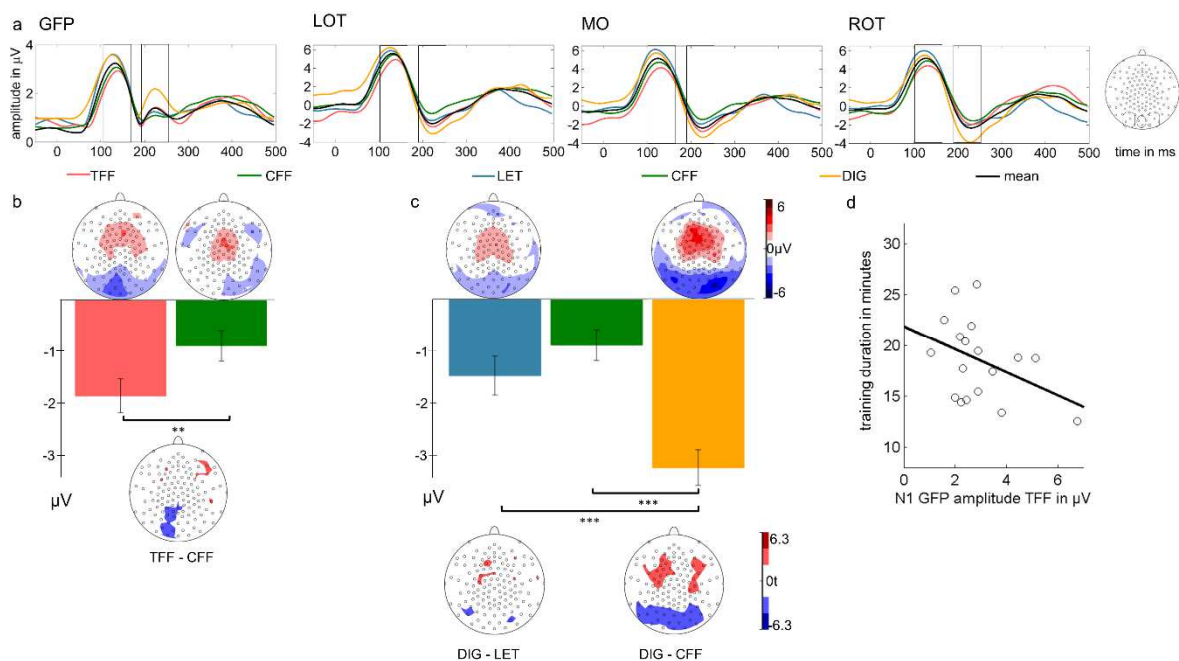 a GFP LOT MO ROT
amplitude in µV
4
2
0
0 100 200 300 400 500
6
4
2
0
-2
-4
0 100 200 300 400 500
6
4
2
0
-2
-4
0 100 200 300 400 500
6
4
2
0
-2
-4
0 100 200 300 400 500
time in ms
TFF CFF LET CFF DIG mean
b
-1
-2
-3
µV
**
TFF - CFF
c
6
0µV
-6
-1
-2
-3
µV
***
***
6.3
0t
-6.3
DIG - LET DIG - CFF
d
training duration in minutes
30
25
20
15
10
0 2 4 6
N1 GFP amplitude TFF in µV